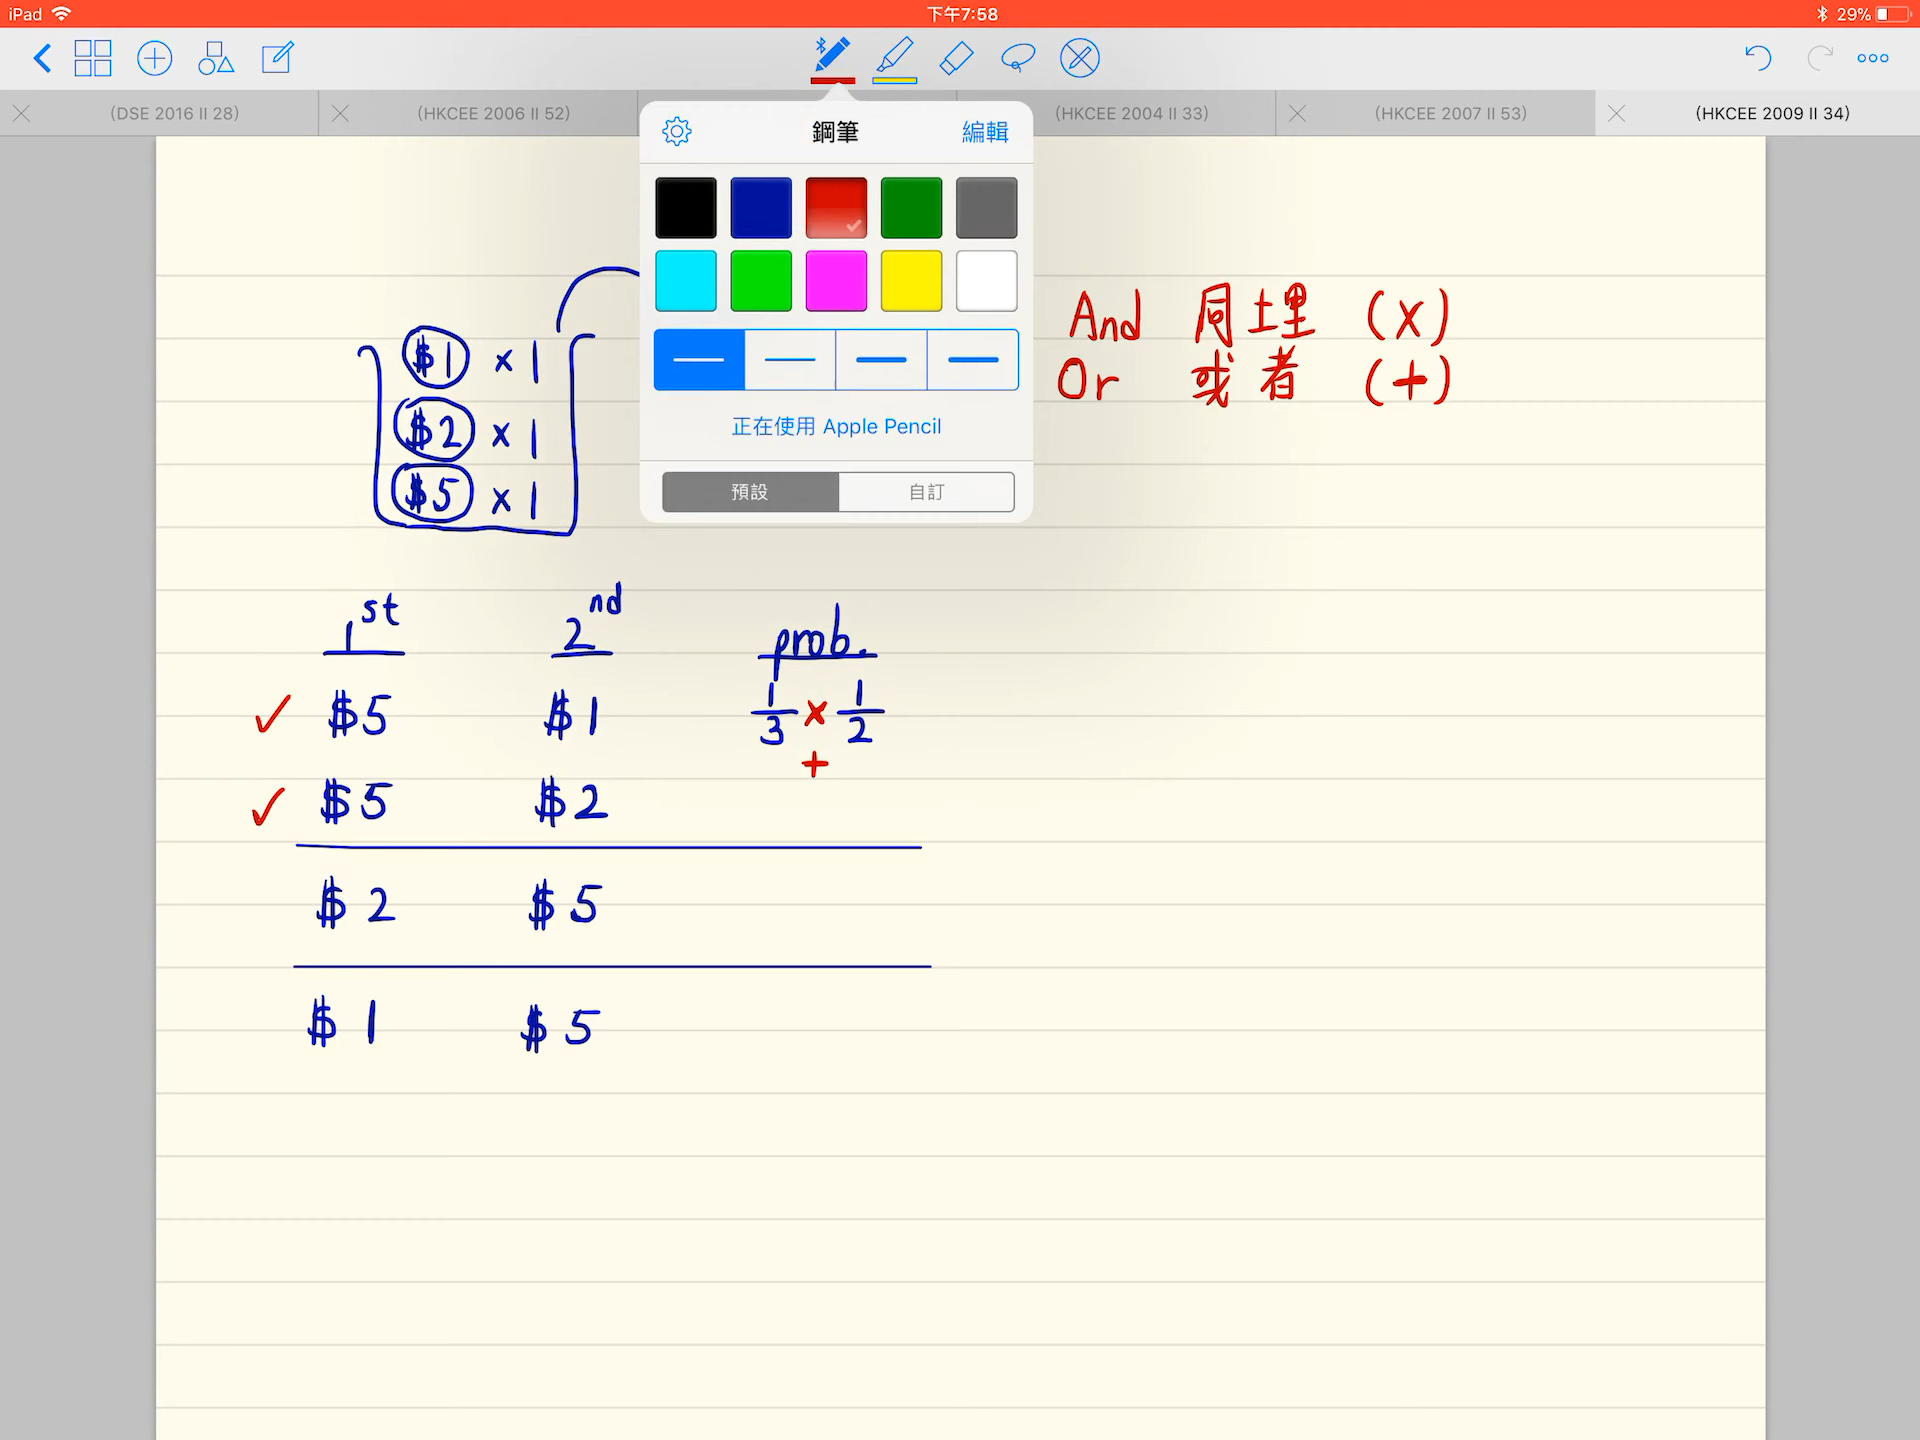 iPad 下午7:58 29%
(DSE 2016 II 28) (HKCEE 2006 II 52) (HKCEE 2004 II 33) (HKCEE 2007 II 53) (HKCEE 2009 II 34)
鋼筆 編輯
正在使用 Apple Pencil
預設 自訂
And 同埋 (×)
Or 或者 (+)
$1 × 1
$2 × 1
$5 × 1
1st 2nd prob.
✓ $5 $1 1/3 × 1/2
+
✓ $5 $2
$2 $5
$1 $5